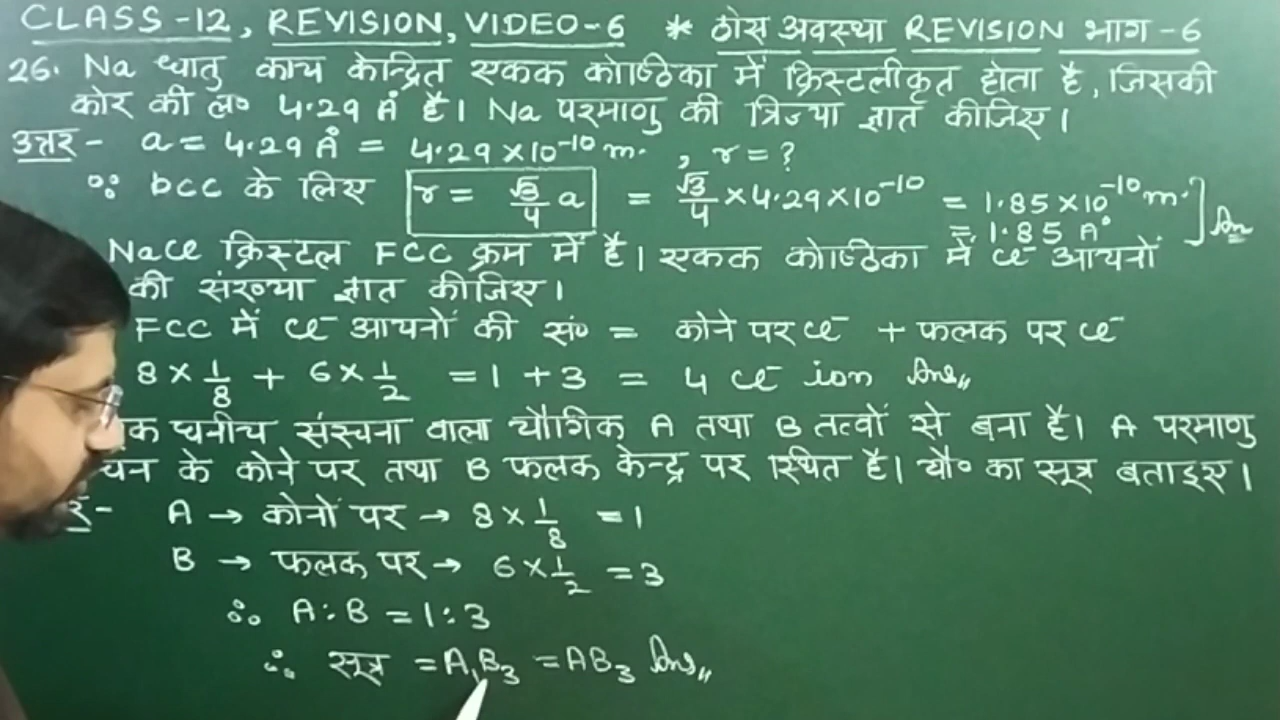 CLASS-12, REVISION, VIDEO-6 * ठोस अवस्था REVISION भाग-6
26. Na धातु काय केन्द्रित एकक कोष्ठिका में क्रिस्टलीकृत होता है, जिसकी
कोर की ल० 4.29 Å है। Na परमाणु की त्रिज्या ज्ञात कीजिए।
उत्तर- a = 4.29 Å = 4.29×10⁻¹⁰ m. , r = ?
∵ bcc के लिए r = √3/4 a = √3/4 × 4.29×10⁻¹⁰ = 1.85×10⁻¹⁰ m.
= 1.85 A° ] Ans
NaCl क्रिस्टल FCC क्रम में है। एकक कोष्ठिका में Cl⁻ आयनों
की संख्या ज्ञात कीजिए।
FCC में Cl⁻ आयनों की सं० = कोने पर Cl⁻ + फलक पर Cl⁻
8 × 1/8 + 6 × 1/2 = 1 + 3 = 4 Cl⁻ ion Ans,,
क घनीय संरचना वाला यौगिक A तथा B तत्वों से बना है। A परमाणु
के कोने पर तथा B फलक केन्द्र पर स्थित है। यौ० का सूत्र बताइए।
A → कोनों पर → 8 × 1/8 = 1
B → फलक पर → 6 × 1/2 = 3
∴ A : B = 1 : 3
∴ सूत्र = A₁B₃ = AB₃ Ans,,